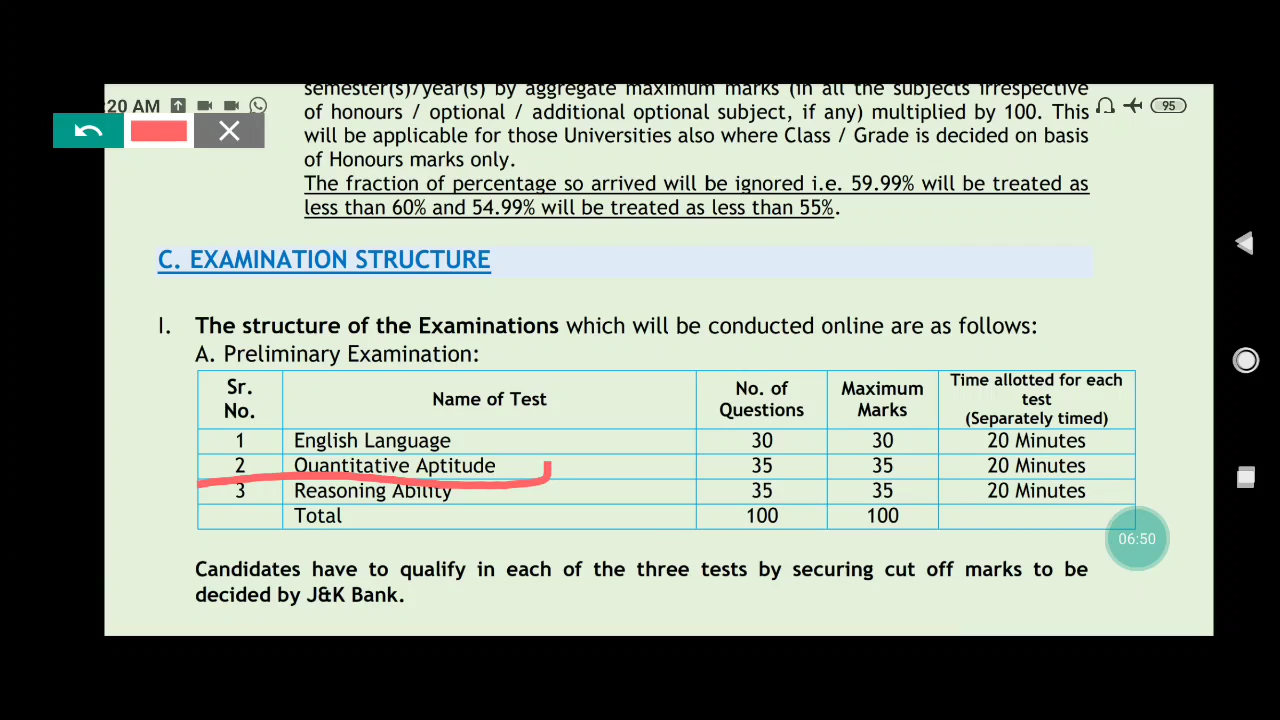 semester(s)/year(s) by aggregate maximum marks (in all the subjects irrespective
:20 AM
95
of honours / optional / additional optional subject, if any) multiplied by 100. This
will be applicable for those Universities also where Class / Grade is decided on basis
of Honours marks only.
The fraction of percentage so arrived will be ignored i.e. 59.99% will be treated as
less than 60% and 54.99% will be treated as less than 55%.
C. EXAMINATION STRUCTURE
I. The structure of the Examinations which will be conducted online are as follows:
A. Preliminary Examination:
Sr. No. Name of Test No. of Questions Maximum Marks Time allotted for each test (Separately timed)
1 English Language 30 30 20 Minutes
2 Quantitative Aptitude 35 35 20 Minutes
3 Reasoning Ability 35 35 20 Minutes
Total 100 100
06:50
Candidates have to qualify in each of the three tests by securing cut off marks to be
decided by J&K Bank.